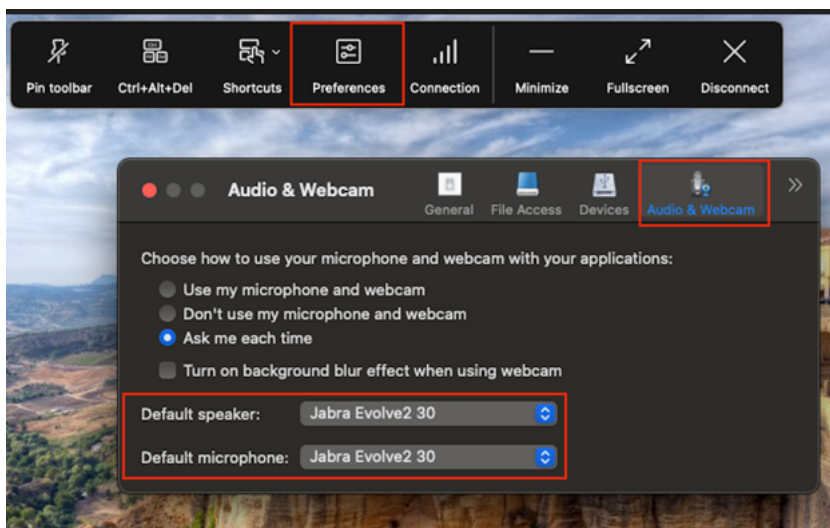 Pin toolbar Ctrl+Alt+Del Shortcuts Preferences Connection Minimize Fullscreen Disconnect
Audio & Webcam
General File Access Devices Audio & Webcam
Choose how to use your microphone and webcam with your applications:
Use my microphone and webcam
Don't use my microphone and webcam
Ask me each time
Turn on background blur effect when using webcam
Default speaker: Jabra Evolve2 30
Default microphone: Jabra Evolve2 30